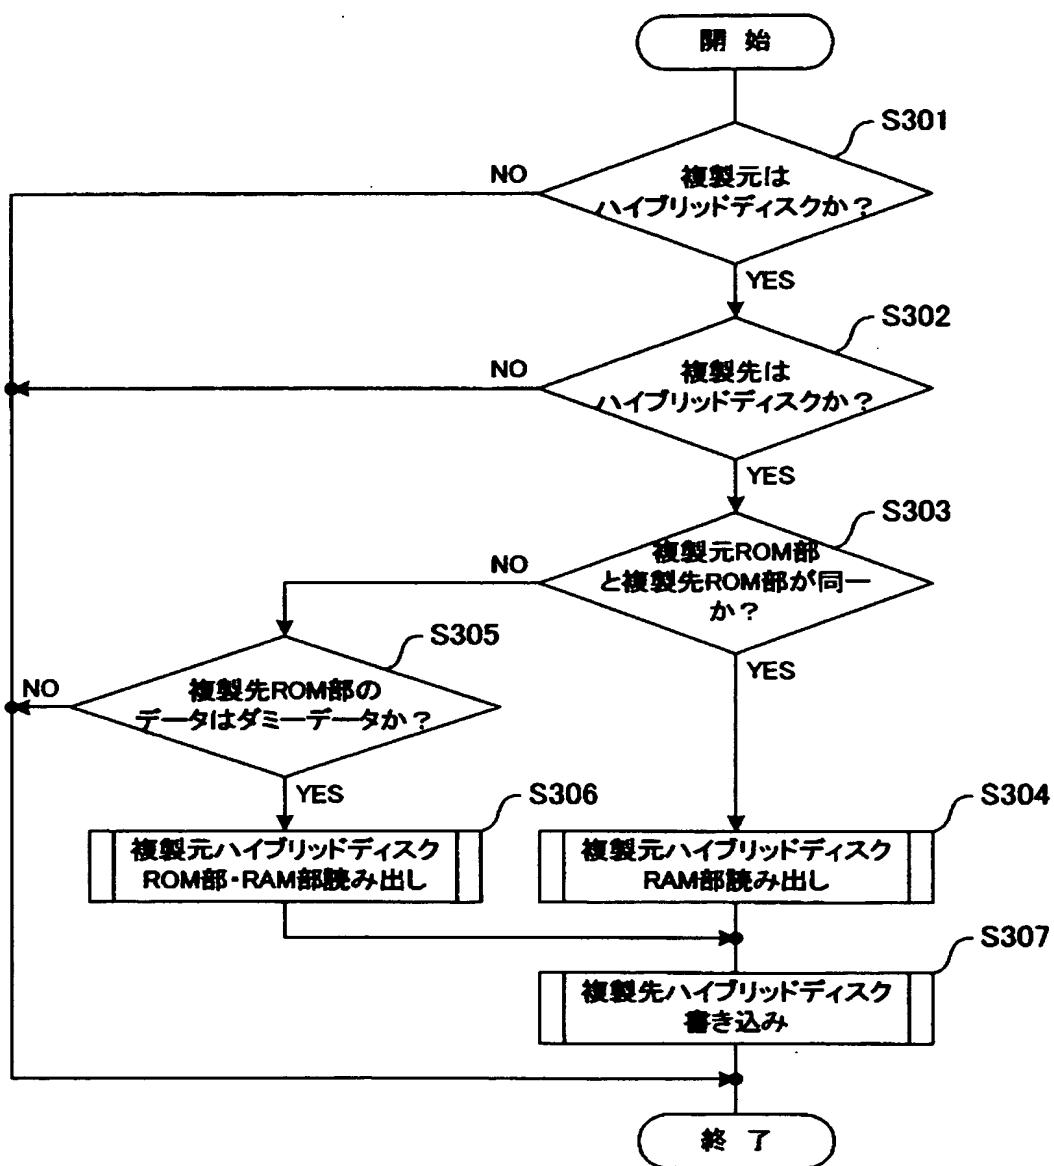 開 始
S301
複製元は
ハイブリッドディスクか？
NO
YES
S302
複製先は
ハイブリッドディスクか？
NO
YES
S303
複製元ROM部
と複製先ROM部が同一
か？
NO
YES
S305
複製先ROM部の
データはダミーデータか？
NO
YES
S306
複製元ハイブリッドディスク
ROM部・RAM部読み出し
S304
複製元ハイブリッドディスク
RAM部読み出し
S307
複製先ハイブリッドディスク
書き込み
終 了